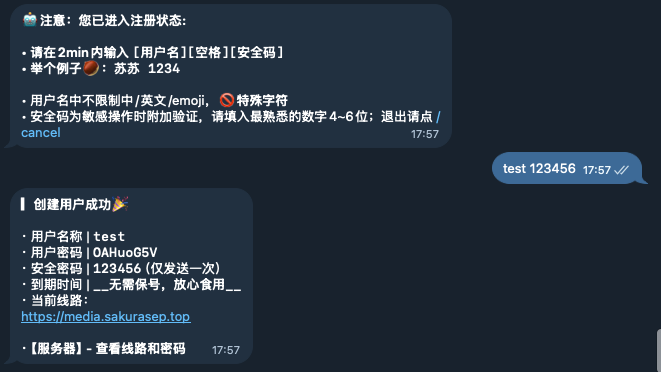 🤖注意：您已进入注册状态:
• 请在2min内输入 [用户名][空格][安全码]
• 举个例子🌰：苏苏 1234
• 用户名中不限制中/英文/emoji，🚫特殊字符
• 安全码为敏感操作时附加验证，请填入最熟悉的数字4~6位；退出请点 /
cancel
17:57
test 123456 17:57
▎创建用户成功🎉
· 用户名称 | test
· 用户密码 | OAHuoG5V
· 安全密码 | 123456 (仅发送一次)
· 到期时间 | __无需保号，放心食用__
· 当前线路：
https://media.sakurasep.top
·【服务器】- 查看线路和密码 17:57